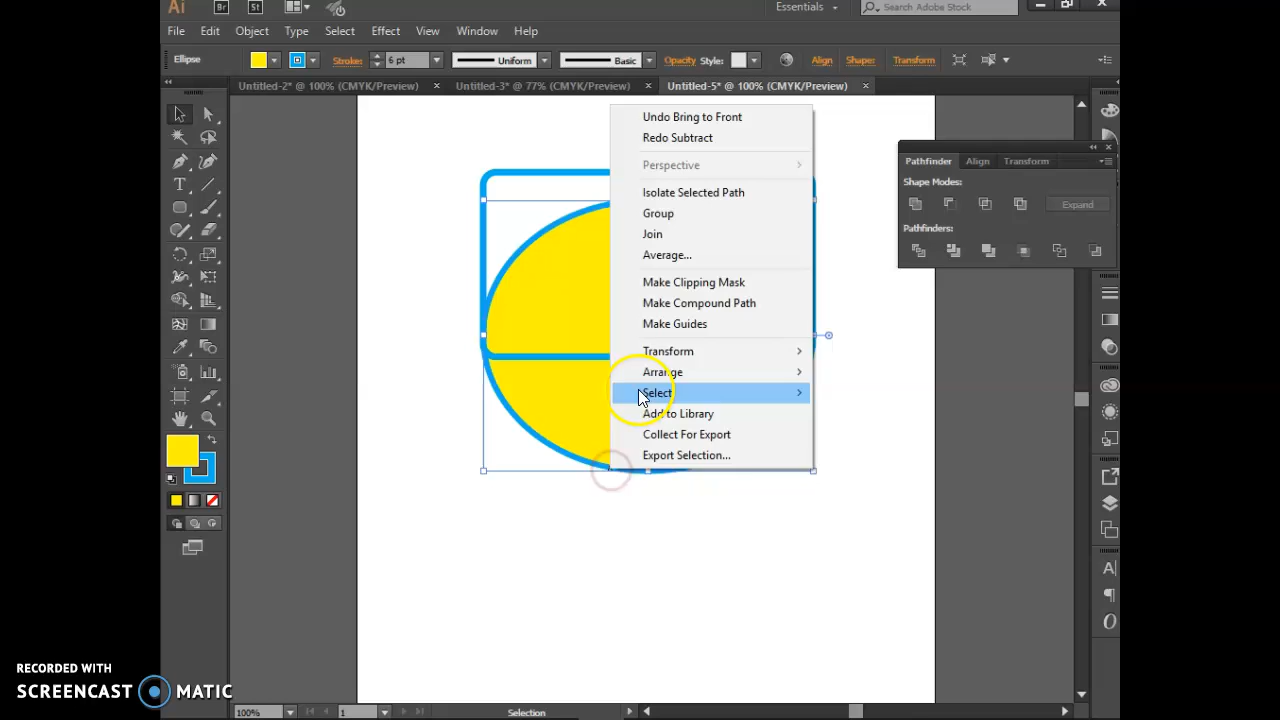 Ai Br St Essentials Search Adobe Stock
File Edit Object Type Select Effect View Window Help
Ellipse Stroke: 6 pt Uniform Basic Opacity Style: Align Shape: Transform
Untitled-2* @ 100% (CMYK/Preview) Untitled-3* @ 77% (CMYK/Preview) Untitled-5* @ 100% (CMYK/Preview)
Undo Bring to Front
Redo Subtract
Perspective
Isolate Selected Path
Group
Join
Average...
Make Clipping Mask
Make Compound Path
Make Guides
Transform
Arrange
Select
Add to Library
Collect For Export
Export Selection...
Pathfinder Align Transform
Shape Modes:
Expand
Pathfinders:
RECORDED WITH
SCREENCAST MATIC
100% 1 Selection